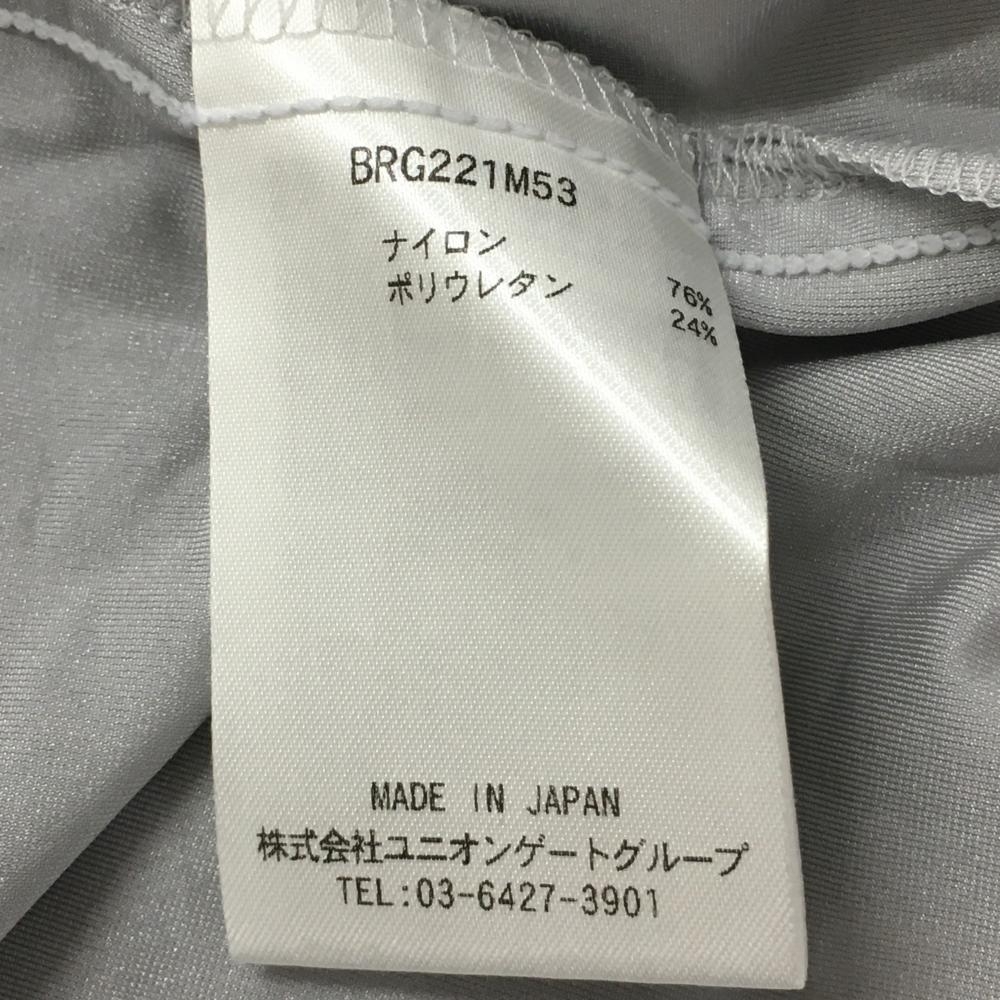 BRG221M53
ナイロン 76%
ポリウレタン 24%
MADE IN JAPAN
株式会社ユニオンゲートグループ
TEL:03-6427-3901